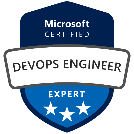 Microsoft
CERTIFIED
DEVOPS ENGINEER
EXPERT